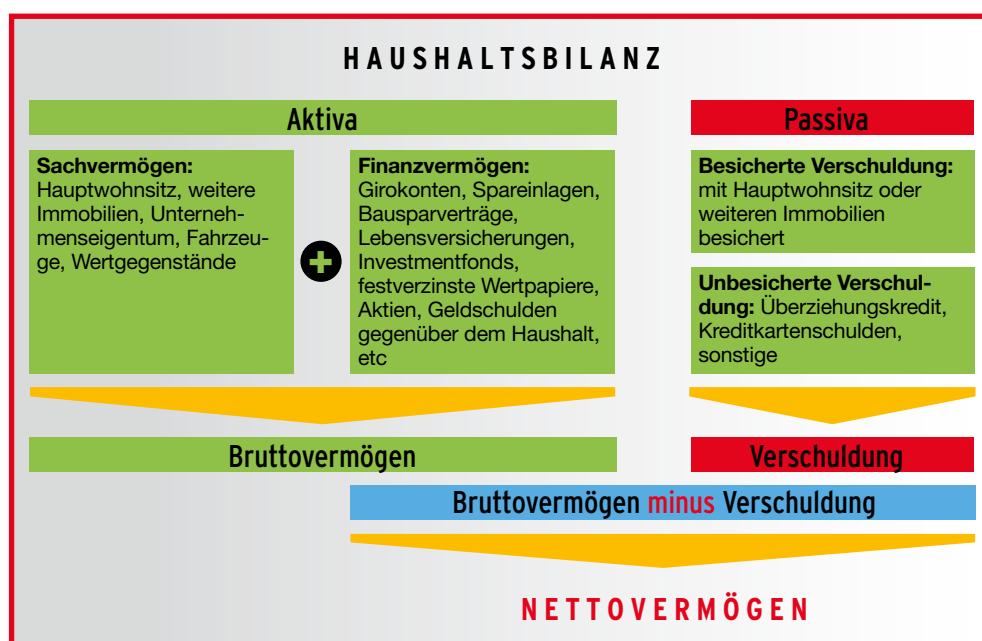 HAUSHALTSBILANZ
Aktiva
Sachvermögen:
Hauptwohnsitz, weitere
Immobilien, Unterneh-
menseigentum, Fahrzeu-
ge, Wertgegenstände
+
Finanzvermögen:
Girokonten, Spareinlagen,
Bausparverträge,
Lebensversicherungen,
Investmentfonds,
festverzinste Wertpapiere,
Aktien, Geldschulden
gegenüber dem Haushalt,
etc
Passiva
Besicherte Verschuldung:
mit Hauptwohnsitz oder
weiteren Immobilien
besichert
Unbesicherte Verschul-
dung: Überziehungskredit,
Kreditkartenschulden,
sonstige
Bruttovermögen
Verschuldung
Bruttovermögen minus Verschuldung
NETTOVERMÖGEN